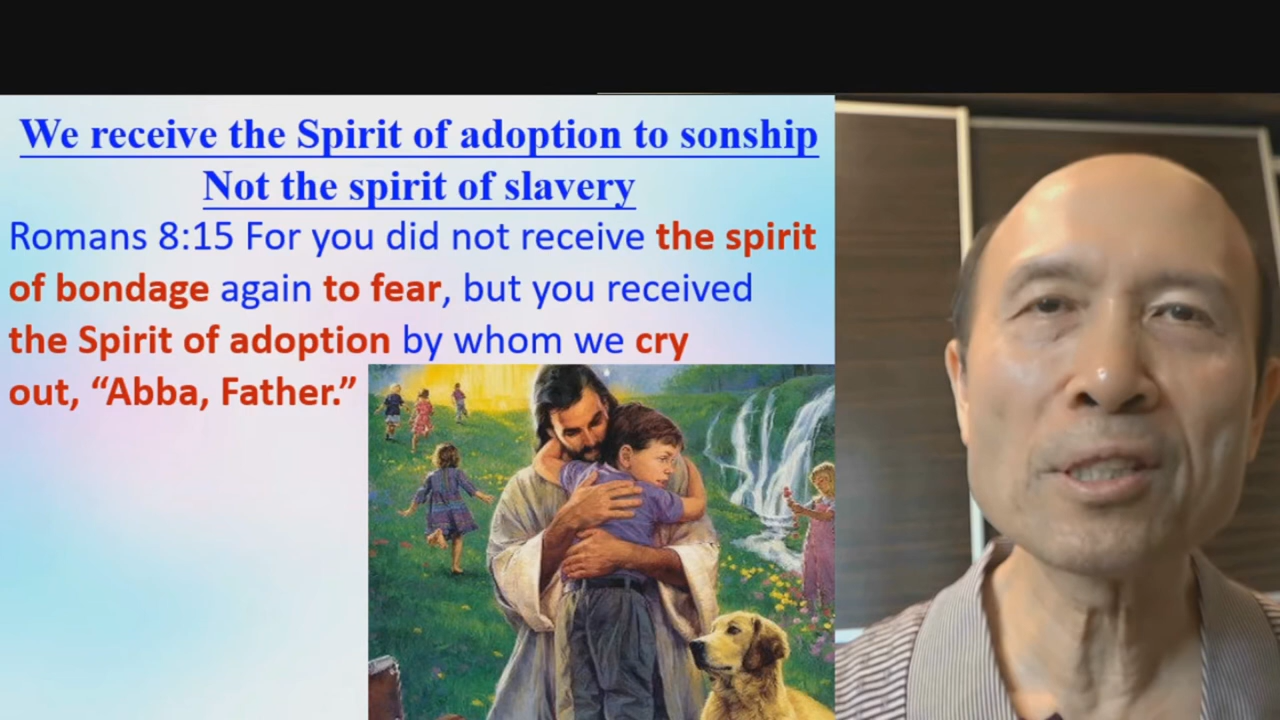 We receive the Spirit of adoption to sonship
Not the spirit of slavery
Romans 8:15 For you did not receive the spirit
of bondage again to fear, but you received
the Spirit of adoption by whom we cry
out, “Abba, Father.”